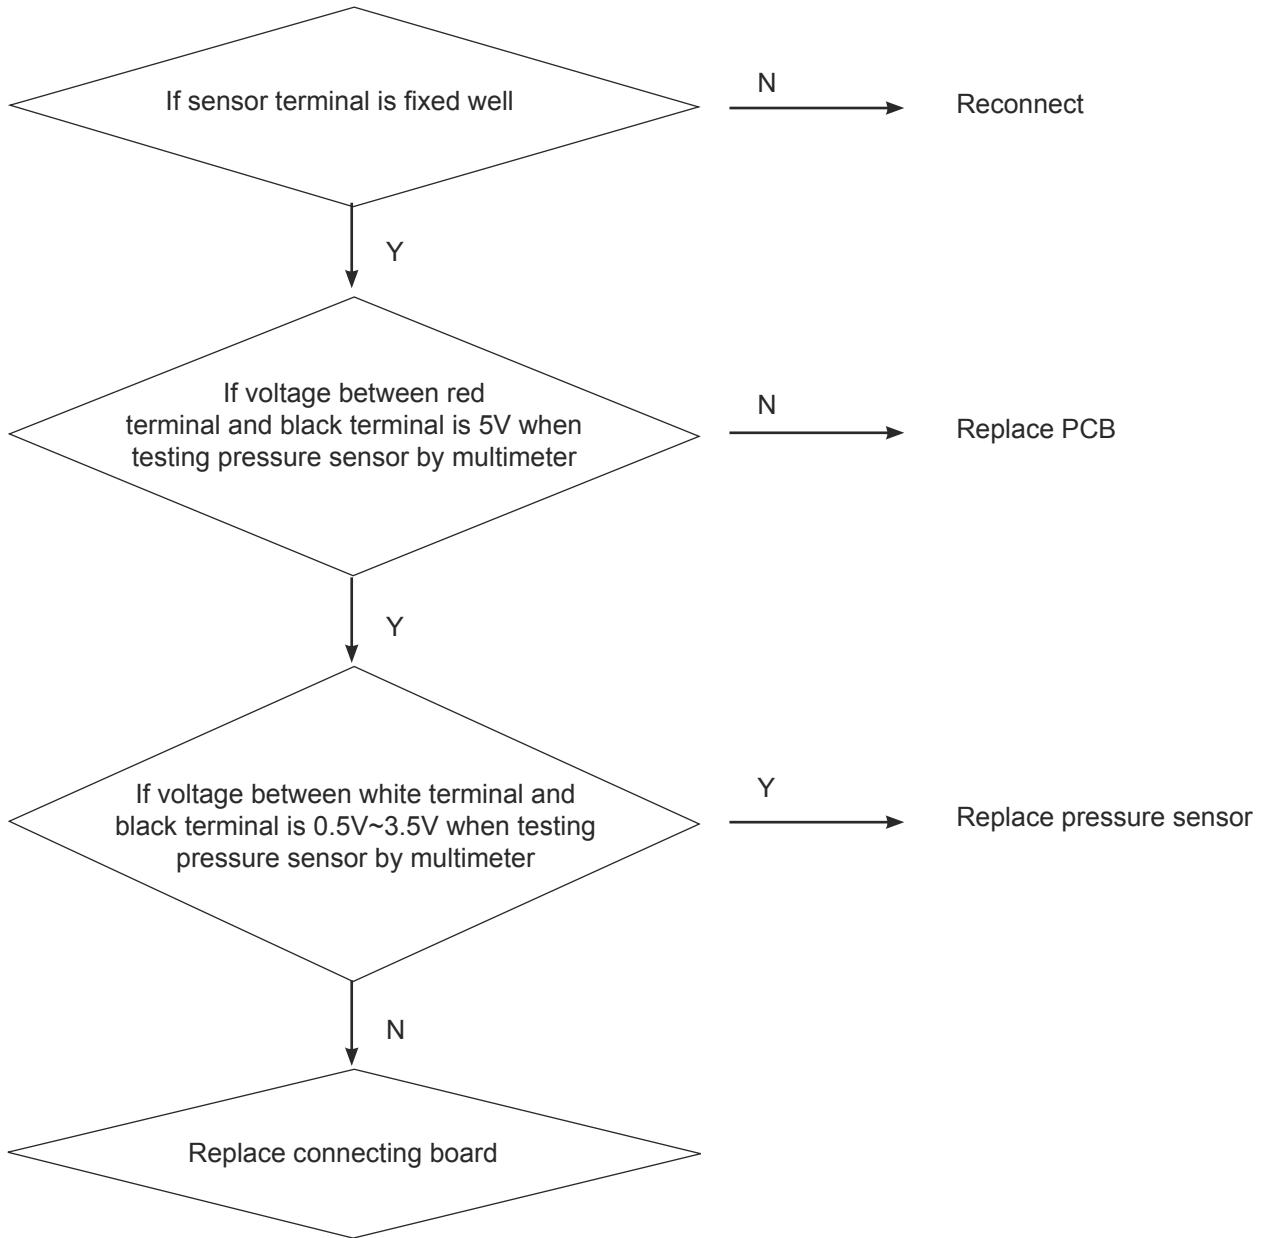 If sensor terminal is fixed well
N
Reconnect
Y
If voltage between red
terminal and black terminal is 5V when
testing pressure sensor by multimeter
N
Replace PCB
Y
If voltage between white terminal and
black terminal is 0.5V~3.5V when testing
pressure sensor by multimeter
Y
Replace pressure sensor
N
Replace connecting board